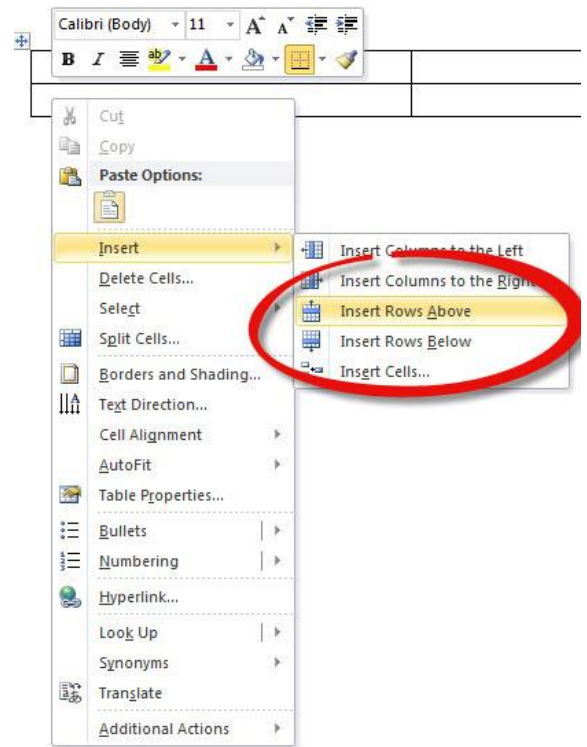 Calibri (Body) 11 A A
B I ab A
Cut
Copy
Paste Options:
Insert
Insert Columns to the Left
Delete Cells...
Insert Columns to the Right
Select
Insert Rows Above
Split Cells...
Insert Rows Below
Borders and Shading...
Insert Cells...
Text Direction...
Cell Alignment
AutoFit
Table Properties...
Bullets
Numbering
Hyperlink...
Look Up
Synonyms
Translate
Additional Actions